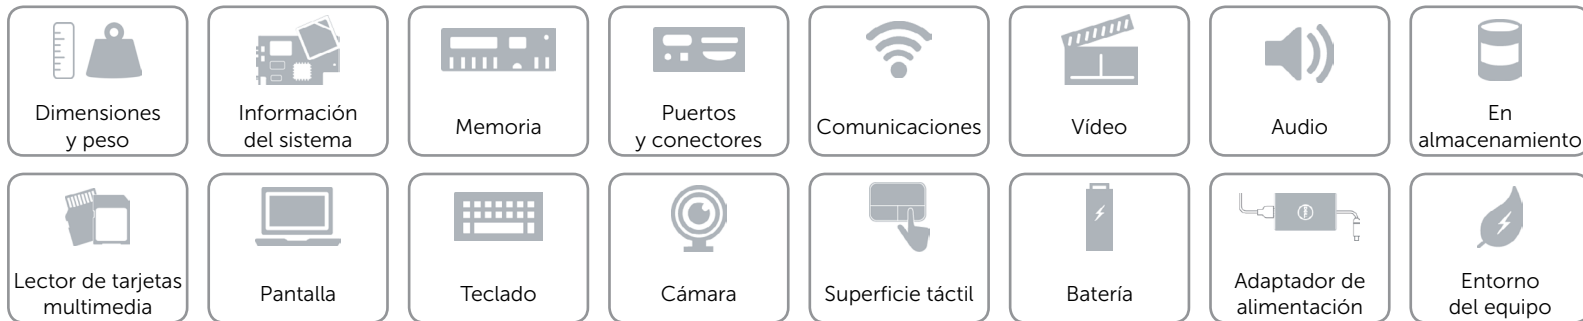 Dimensiones
y peso
Información
del sistema
Memoria
Puertos
y conectores
Comunicaciones
Vídeo
Audio
En
almacenamiento
Lector de tarjetas
multimedia
Pantalla
Teclado
Cámara
Superficie táctil
Batería
Adaptador de
alimentación
Entorno
del equipo